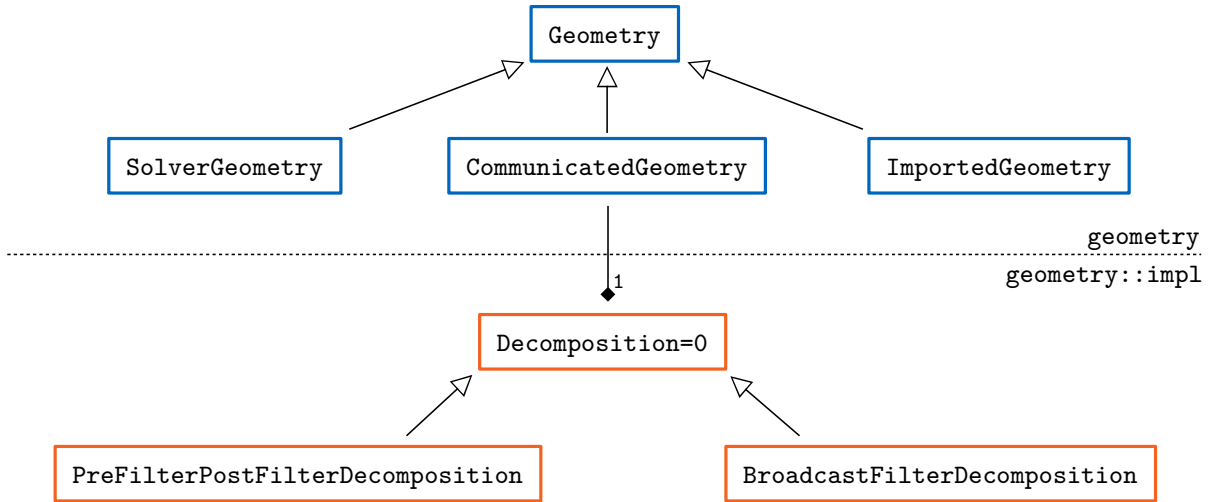 Geometry
SolverGeometry
CommunicatedGeometry
ImportedGeometry
geometry
geometry::impl
1
Decomposition=0
PreFilterPostFilterDecomposition
BroadcastFilterDecomposition